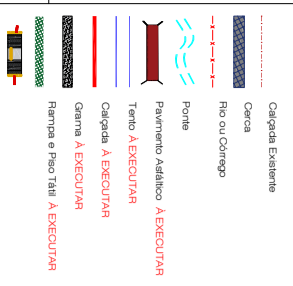 Calçada Existente
Cerca
Rio ou Córrego
Ponte
Pavimento Asfáltico À EXECUTAR
Tento À EXECUTAR
Calçada À EXECUTAR
Grama À EXECUTAR
Rampa e Piso Tátil À EXECUTAR